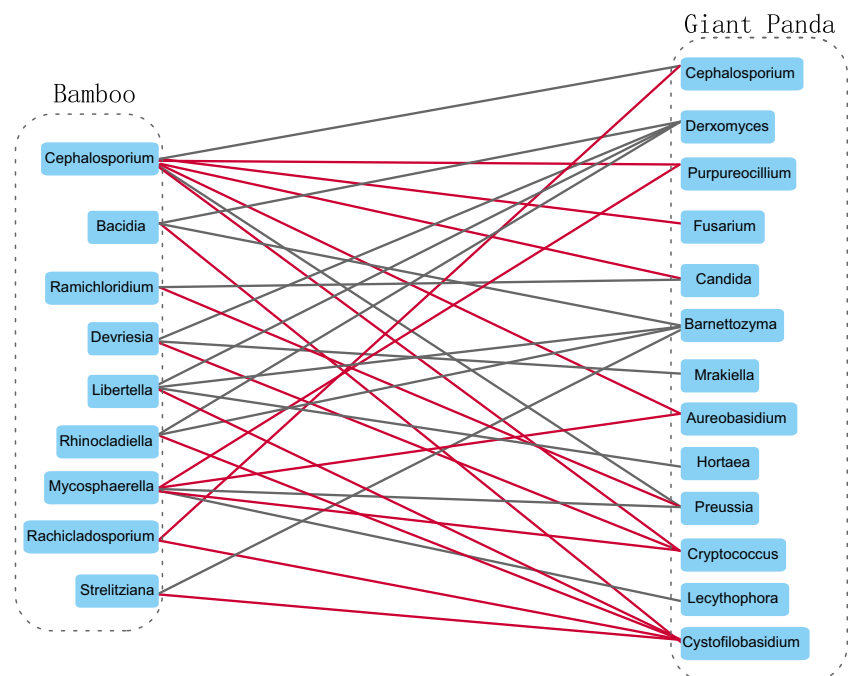 Giant Panda
Bamboo
Cephalosporium
Bacidia
Ramichloridium
Devriesia
Libertella
Rhinocladiella
Mycosphaerella
Rachicladosporium
Strelitziana
Cephalosporium
Derxomyces
Purpureocillium
Fusarium
Candida
Barnettozyma
Mrakiella
Aureobasidium
Hortaea
Preussia
Cryptococcus
Lecythophora
Cystofilobasidium